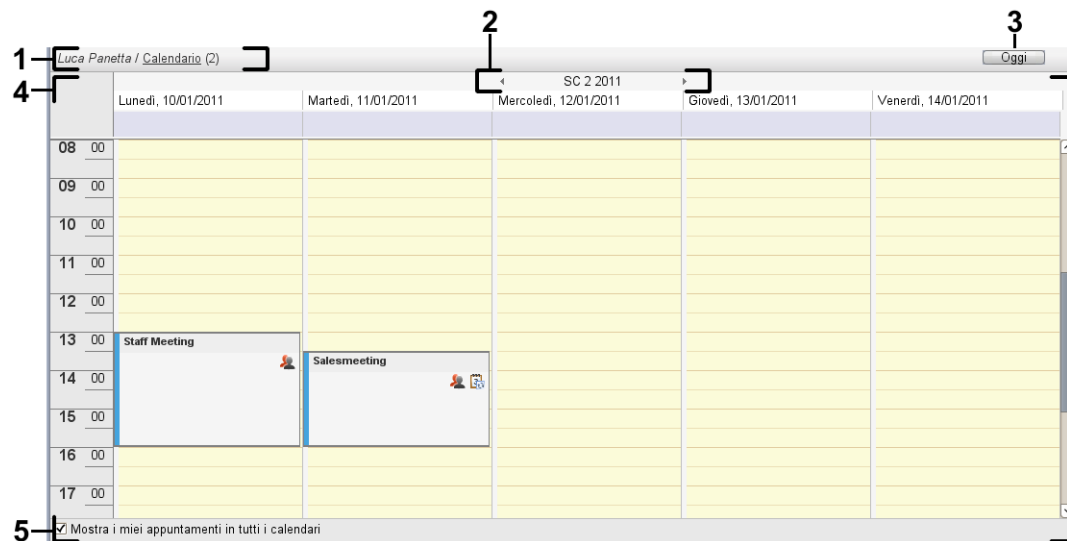 2
3
1
Luca Panetta / Calendario (2)
Oggi
4
SC 2 2011
Lunedì, 10/01/2011
Martedì, 11/01/2011
Mercoledì, 12/01/2011
Giovedì, 13/01/2011
Venerdì, 14/01/2011
08 00
09 00
10 00
11 00
12 00
13 00
Staff Meeting
Salesmeeting
14 00
15 00
16 00
17 00
5
Mostra i miei appuntamenti in tutti i calendari